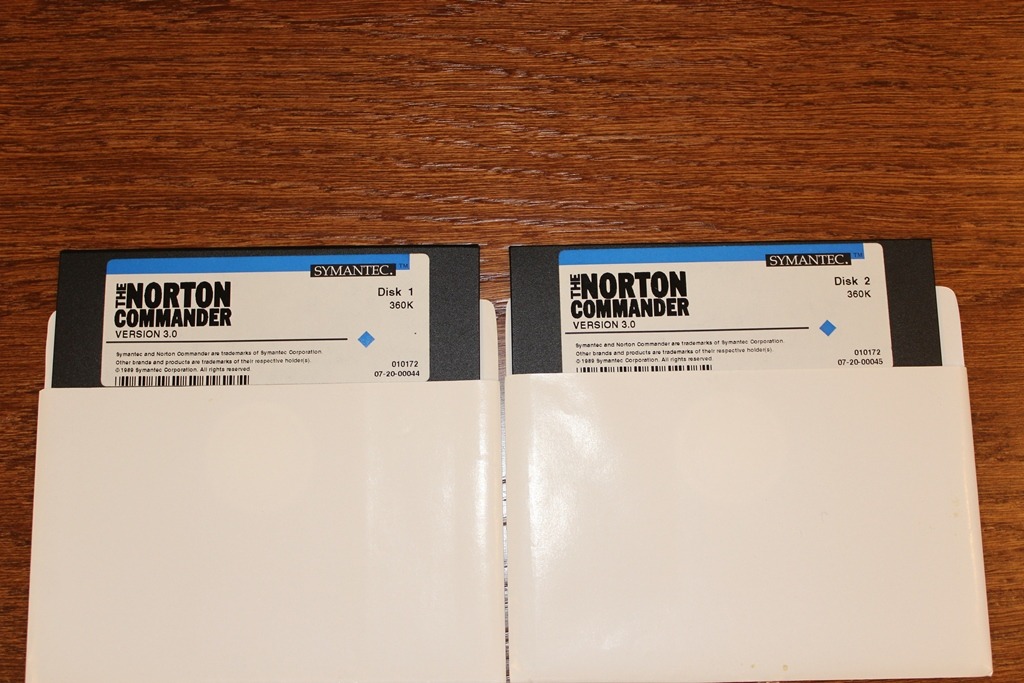 SYMANTEC.™
THE NORTON
COMMANDER
Disk 1
360K
VERSION 3.0
Symantec and Norton Commander are trademarks of Symantec Corporation.
Other brands and products are trademarks of their respective holder(s).
© 1989 Symantec Corporation. All rights reserved.
010172
07-20-00044
SYMANTEC.™
THE NORTON
COMMANDER
Disk 2
360K
VERSION 3.0
Symantec and Norton Commander are trademarks of Symantec Corporation.
Other brands and products are trademarks of their respective holder(s).
© 1989 Symantec Corporation. All rights reserved.
010172
07-20-00045